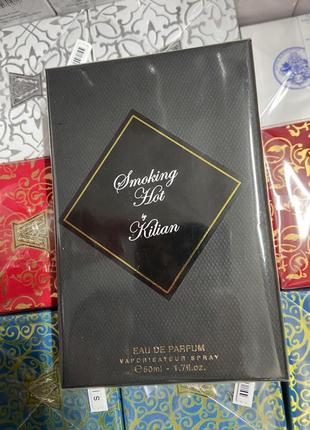 Smoking
Hot
by
Kilian
EAU DE PARFUM
VAPORISATEUR SPRAY
℮50ml - 1.7fl.oz.